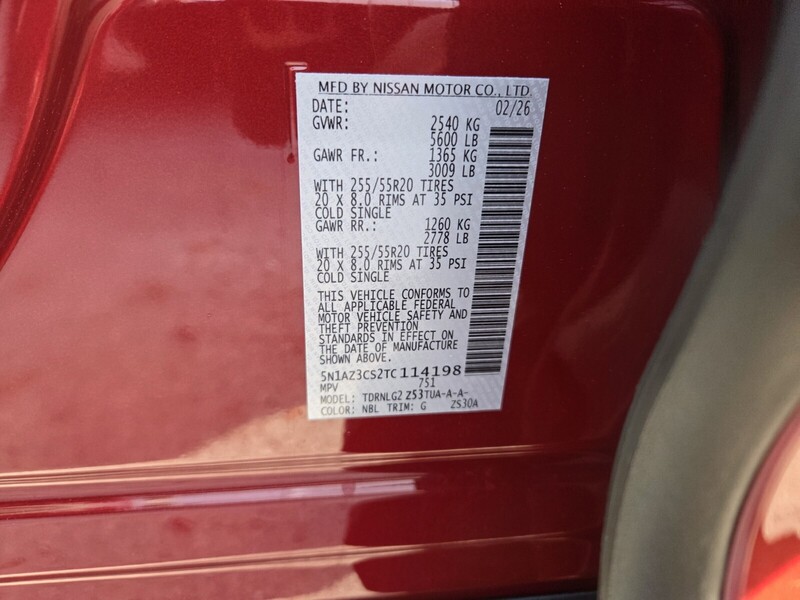 MFD BY NISSAN MOTOR CO., LTD.
DATE: 02/26
GVWR: 2540 KG
5600 LB
GAWR FR.: 1365 KG
3009 LB
WITH 255/55R20 TIRES
20 X 8.0 RIMS AT 35 PSI
COLD SINGLE
GAWR RR.: 1260 KG
2778 LB
WITH 255/55R20 TIRES
20 X 8.0 RIMS AT 35 PSI
COLD SINGLE
THIS VEHICLE CONFORMS TO
ALL APPLICABLE FEDERAL
MOTOR VEHICLE SAFETY AND
THEFT PREVENTION
STANDARDS IN EFFECT ON
THE DATE OF MANUFACTURE
SHOWN ABOVE.
5N1AZ3CS2TC114198
MPV 751
MODEL: TDRNLG2 Z53TUA-A-A-
COLOR: NBL TRIM: G ZS30A